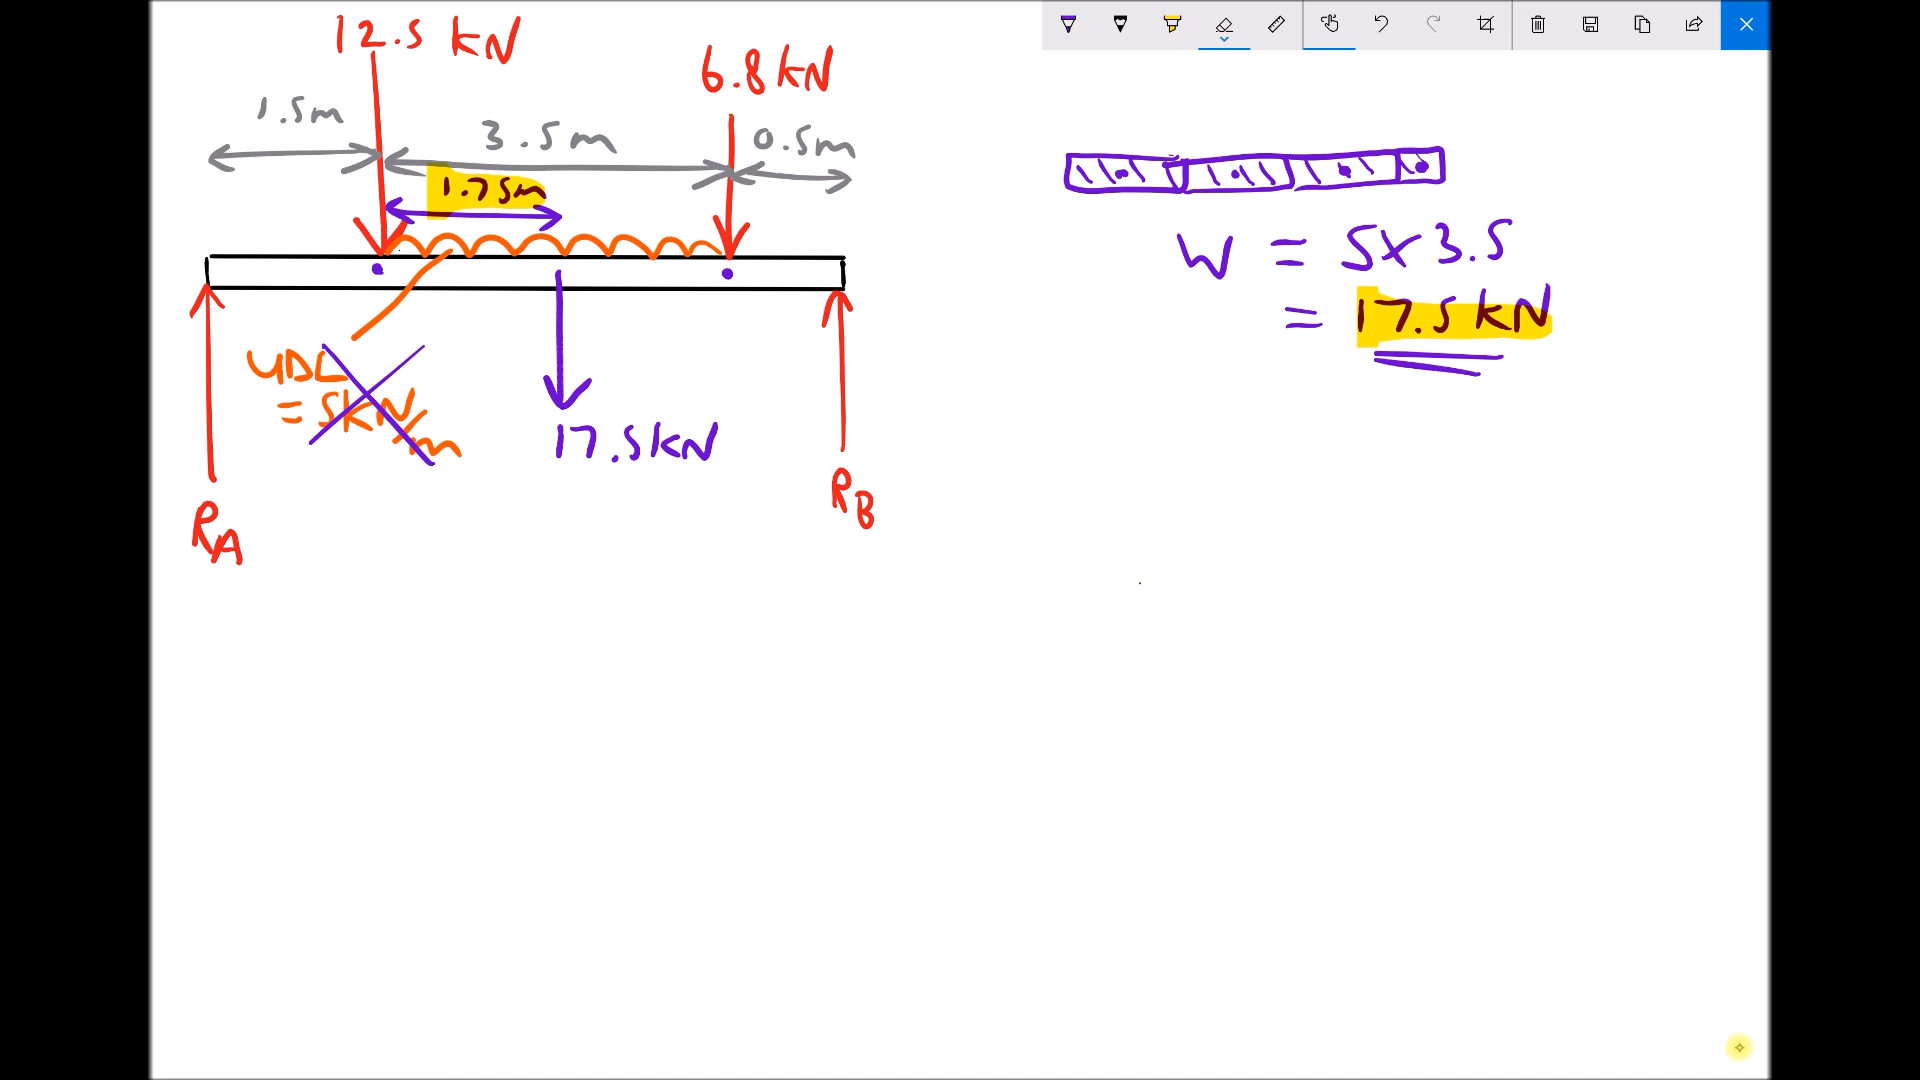 12.5 kN
6.8 kN
1.5m
3.5m
0.5m
1.75m
W = 5x3.5
= 17.5 kN
UDL
= 5kN/m
17.5kN
RB
RA